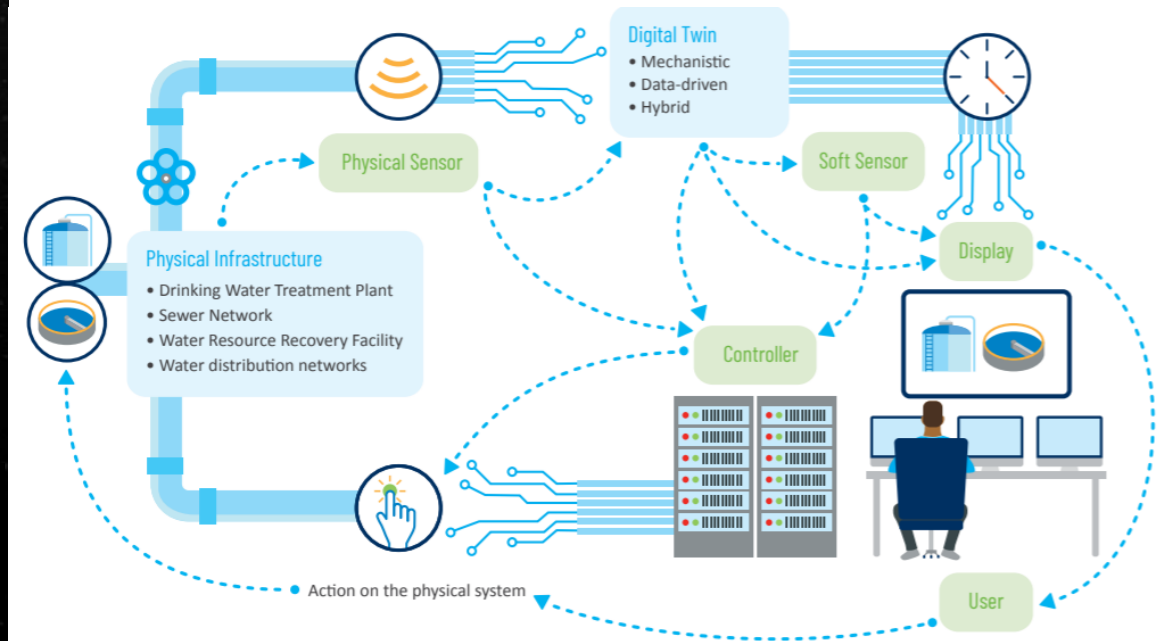 Digital Twin
• Mechanistic
• Data-driven
• Hybrid
Physical Sensor
Soft Sensor
Display
Physical Infrastructure
• Drinking Water Treatment Plant
• Sewer Network
• Water Resource Recovery Facility
• Water distribution networks
Controller
Action on the physical system
User